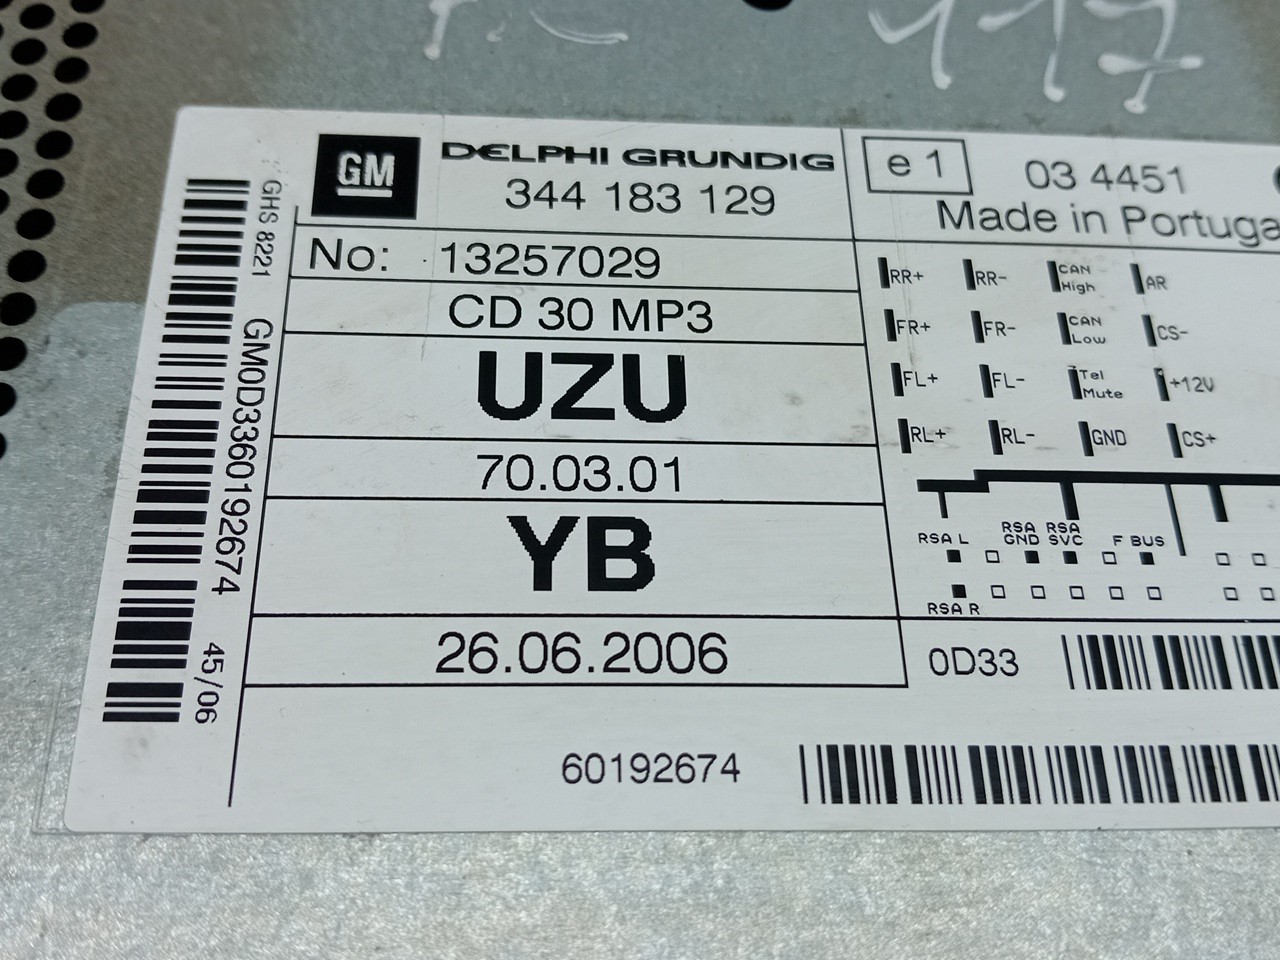 GM
DELPHI GRUNDIG
344 183 129
No: 13257029
CD 30 MP3
UZU
70.03.01
YB
26.06.2006
60192674
GHS 8221
GM0D3360192674
45/06
e1
03 4451
Made in Portuga
RR+ RR- CAN High AR
FR+ FR- CAN Low CS-
FL+ FL- Tel Mute +12V
RL+ RL- GND CS+
RSA L RSA GND RSA SVC F BUS
RSA R
0D33
117